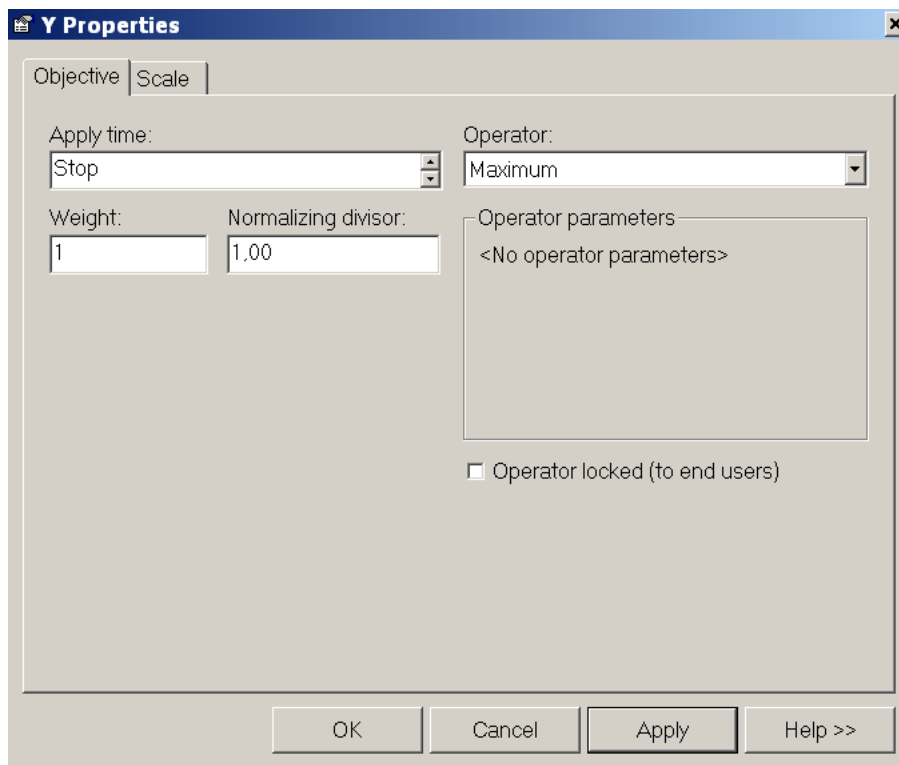 Y Properties
Objective
Scale
Apply time:
Stop
Operator:
Maximum
Weight:
1
Normalizing divisor:
1,00
Operator parameters
<No operator parameters>
Operator locked (to end users)
OK
Cancel
Apply
Help >>